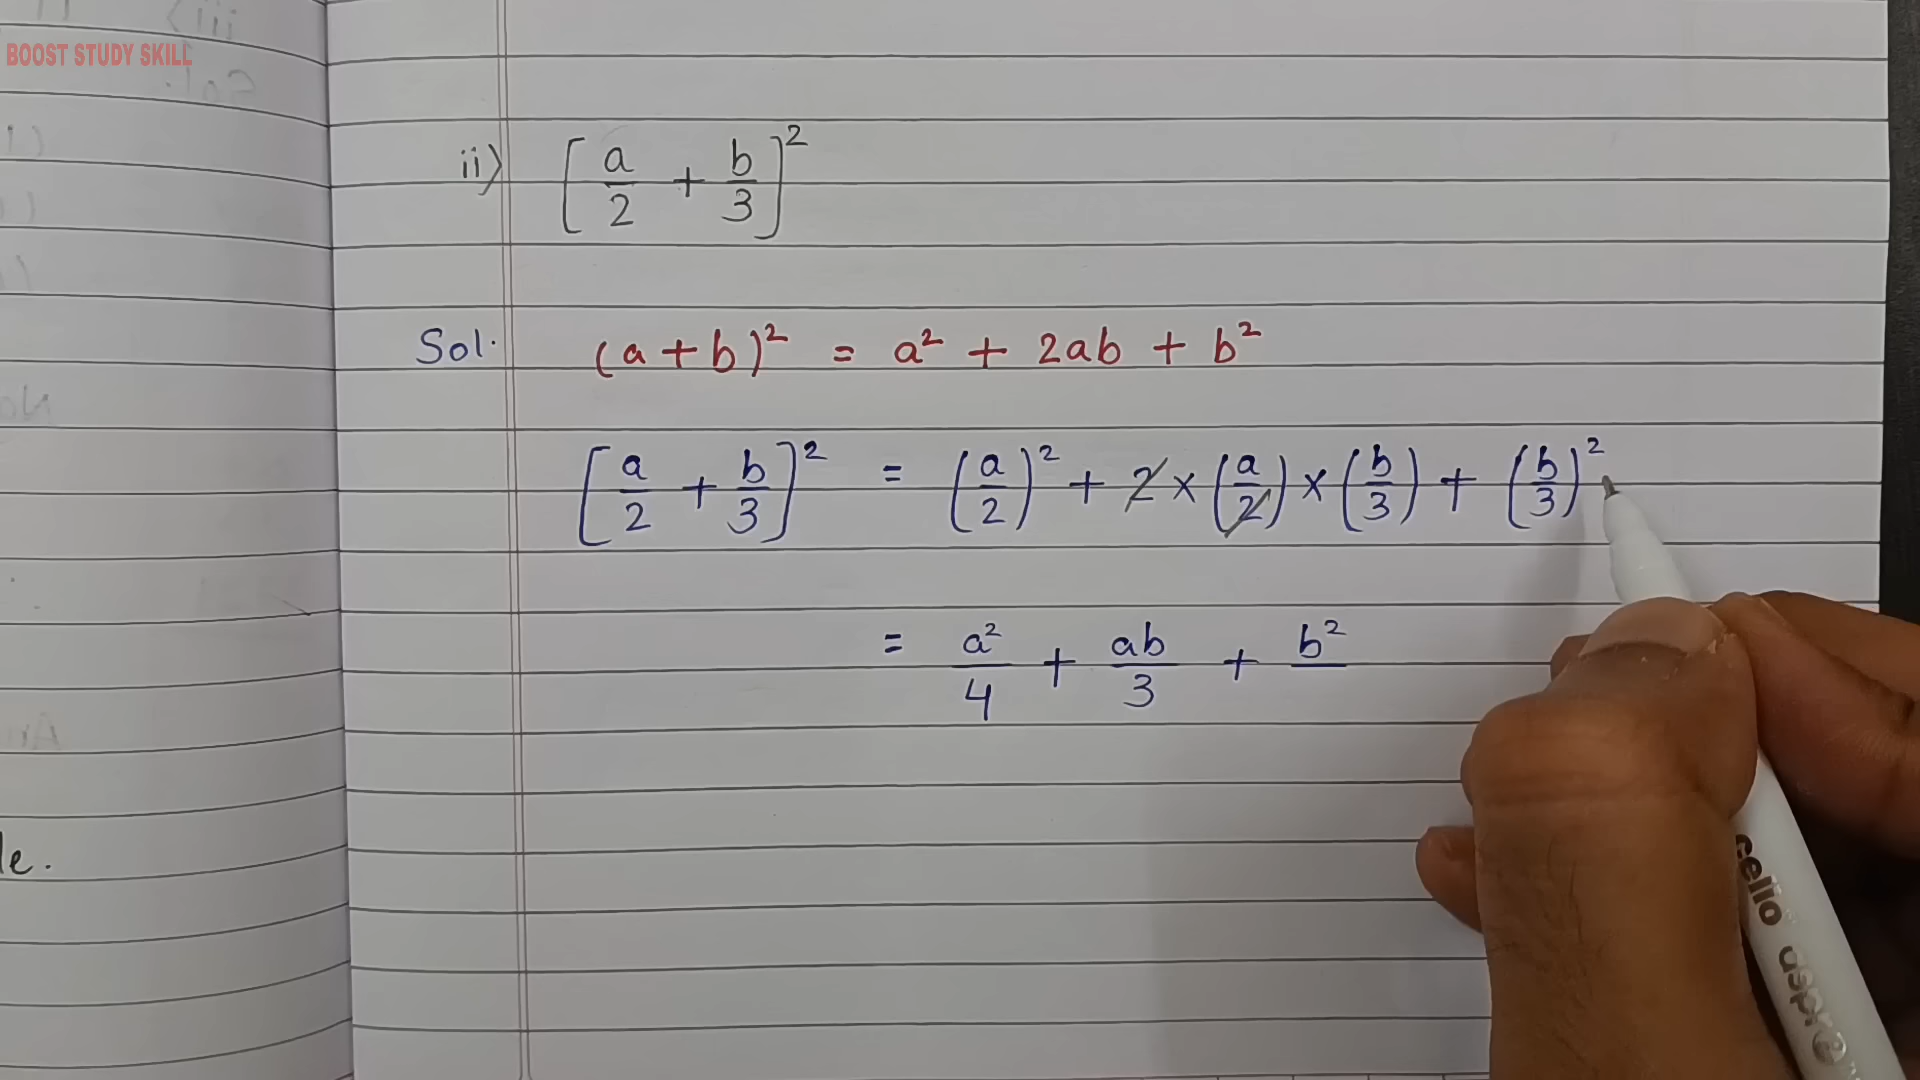 BOOST STUDY SKILL
ii) [a/2 + b/3]²
Sol. (a+b)² = a² + 2ab + b²
[a/2 + b/3]² = (a/2)² + 2 × (a/2) × (b/3) + (b/3)²
= a²/4 + ab/3 + b²/
le.
cello aspro